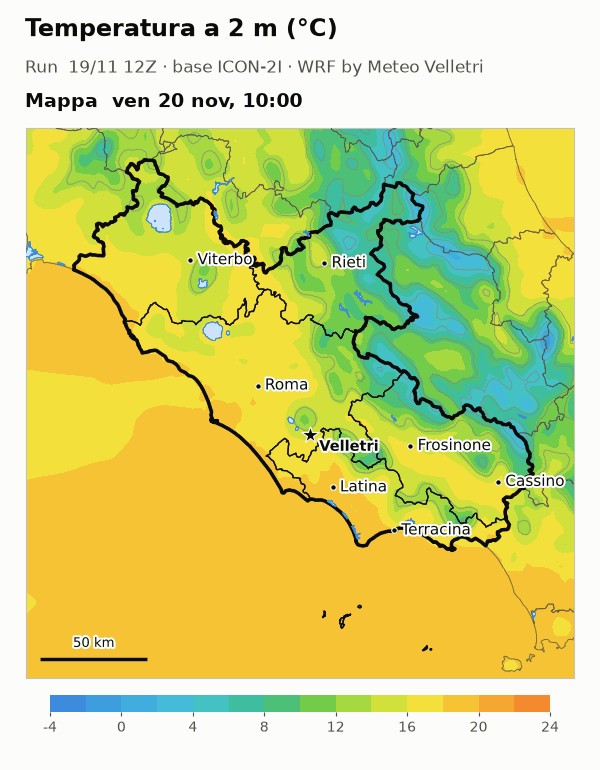 Temperatura a 2 m (°C)
Run  19/11 12Z · base ICON-2I · WRF by Meteo Velletri
Mappa  ven 20 nov, 10:00
Viterbo
Rieti
Roma
Velletri
Frosinone
Cassino
Latina
Terracina
50 km
-4 0 4 8 12 16 20 24